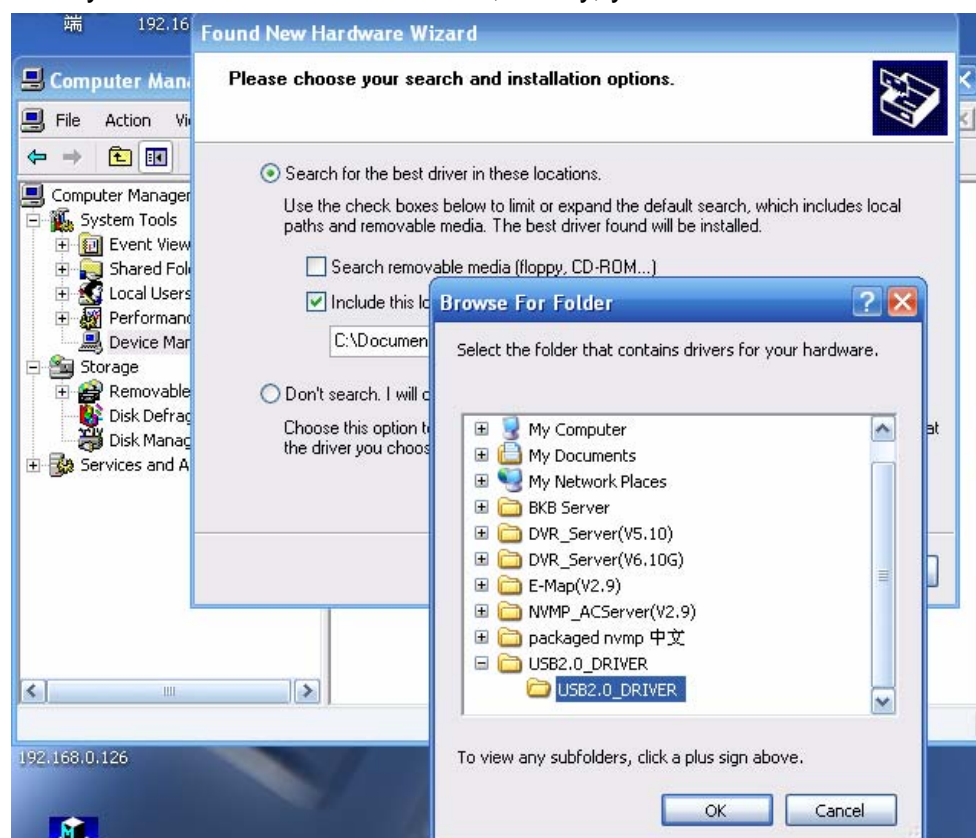 端
192.16
Found New Hardware Wizard
Computer Mana
Please choose your search and installation options.
File Action Vi
Search for the best driver in these locations.
Use the check boxes below to limit or expand the default search, which includes local
paths and removable media. The best driver found will be installed.
Search removable media (floppy, CD-ROM...)
Include this lo
C:\Documen
Don't search. I will c
Choose this option t
at
the driver you choos
Computer Manager
System Tools
Event View
Shared Fol
Local Users
Performanc
Device Mar
Storage
Removable
Disk Defrag
Disk Manag
Services and A
Browse For Folder
Select the folder that contains drivers for your hardware.
My Computer
My Documents
My Network Places
BKB Server
DVR_Server(V5.10)
DVR_Server(V6.10G)
E-Map(V2.9)
NVMP_ACServer(V2.9)
packaged nvmp 中文
USB2.0_DRIVER
USB2.0_DRIVER
To view any subfolders, click a plus sign above.
OK Cancel
192.168.0.126